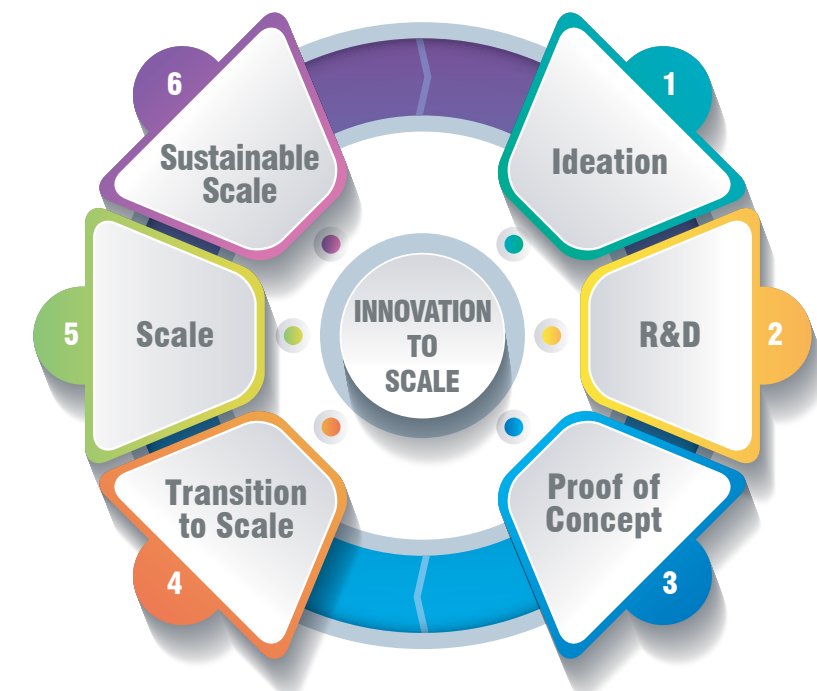 INNOVATION
TO
SCALE
1
Ideation
2
R&D
3
Proof of
Concept
4
Transition
to Scale
5
Scale
6
Sustainable
Scale